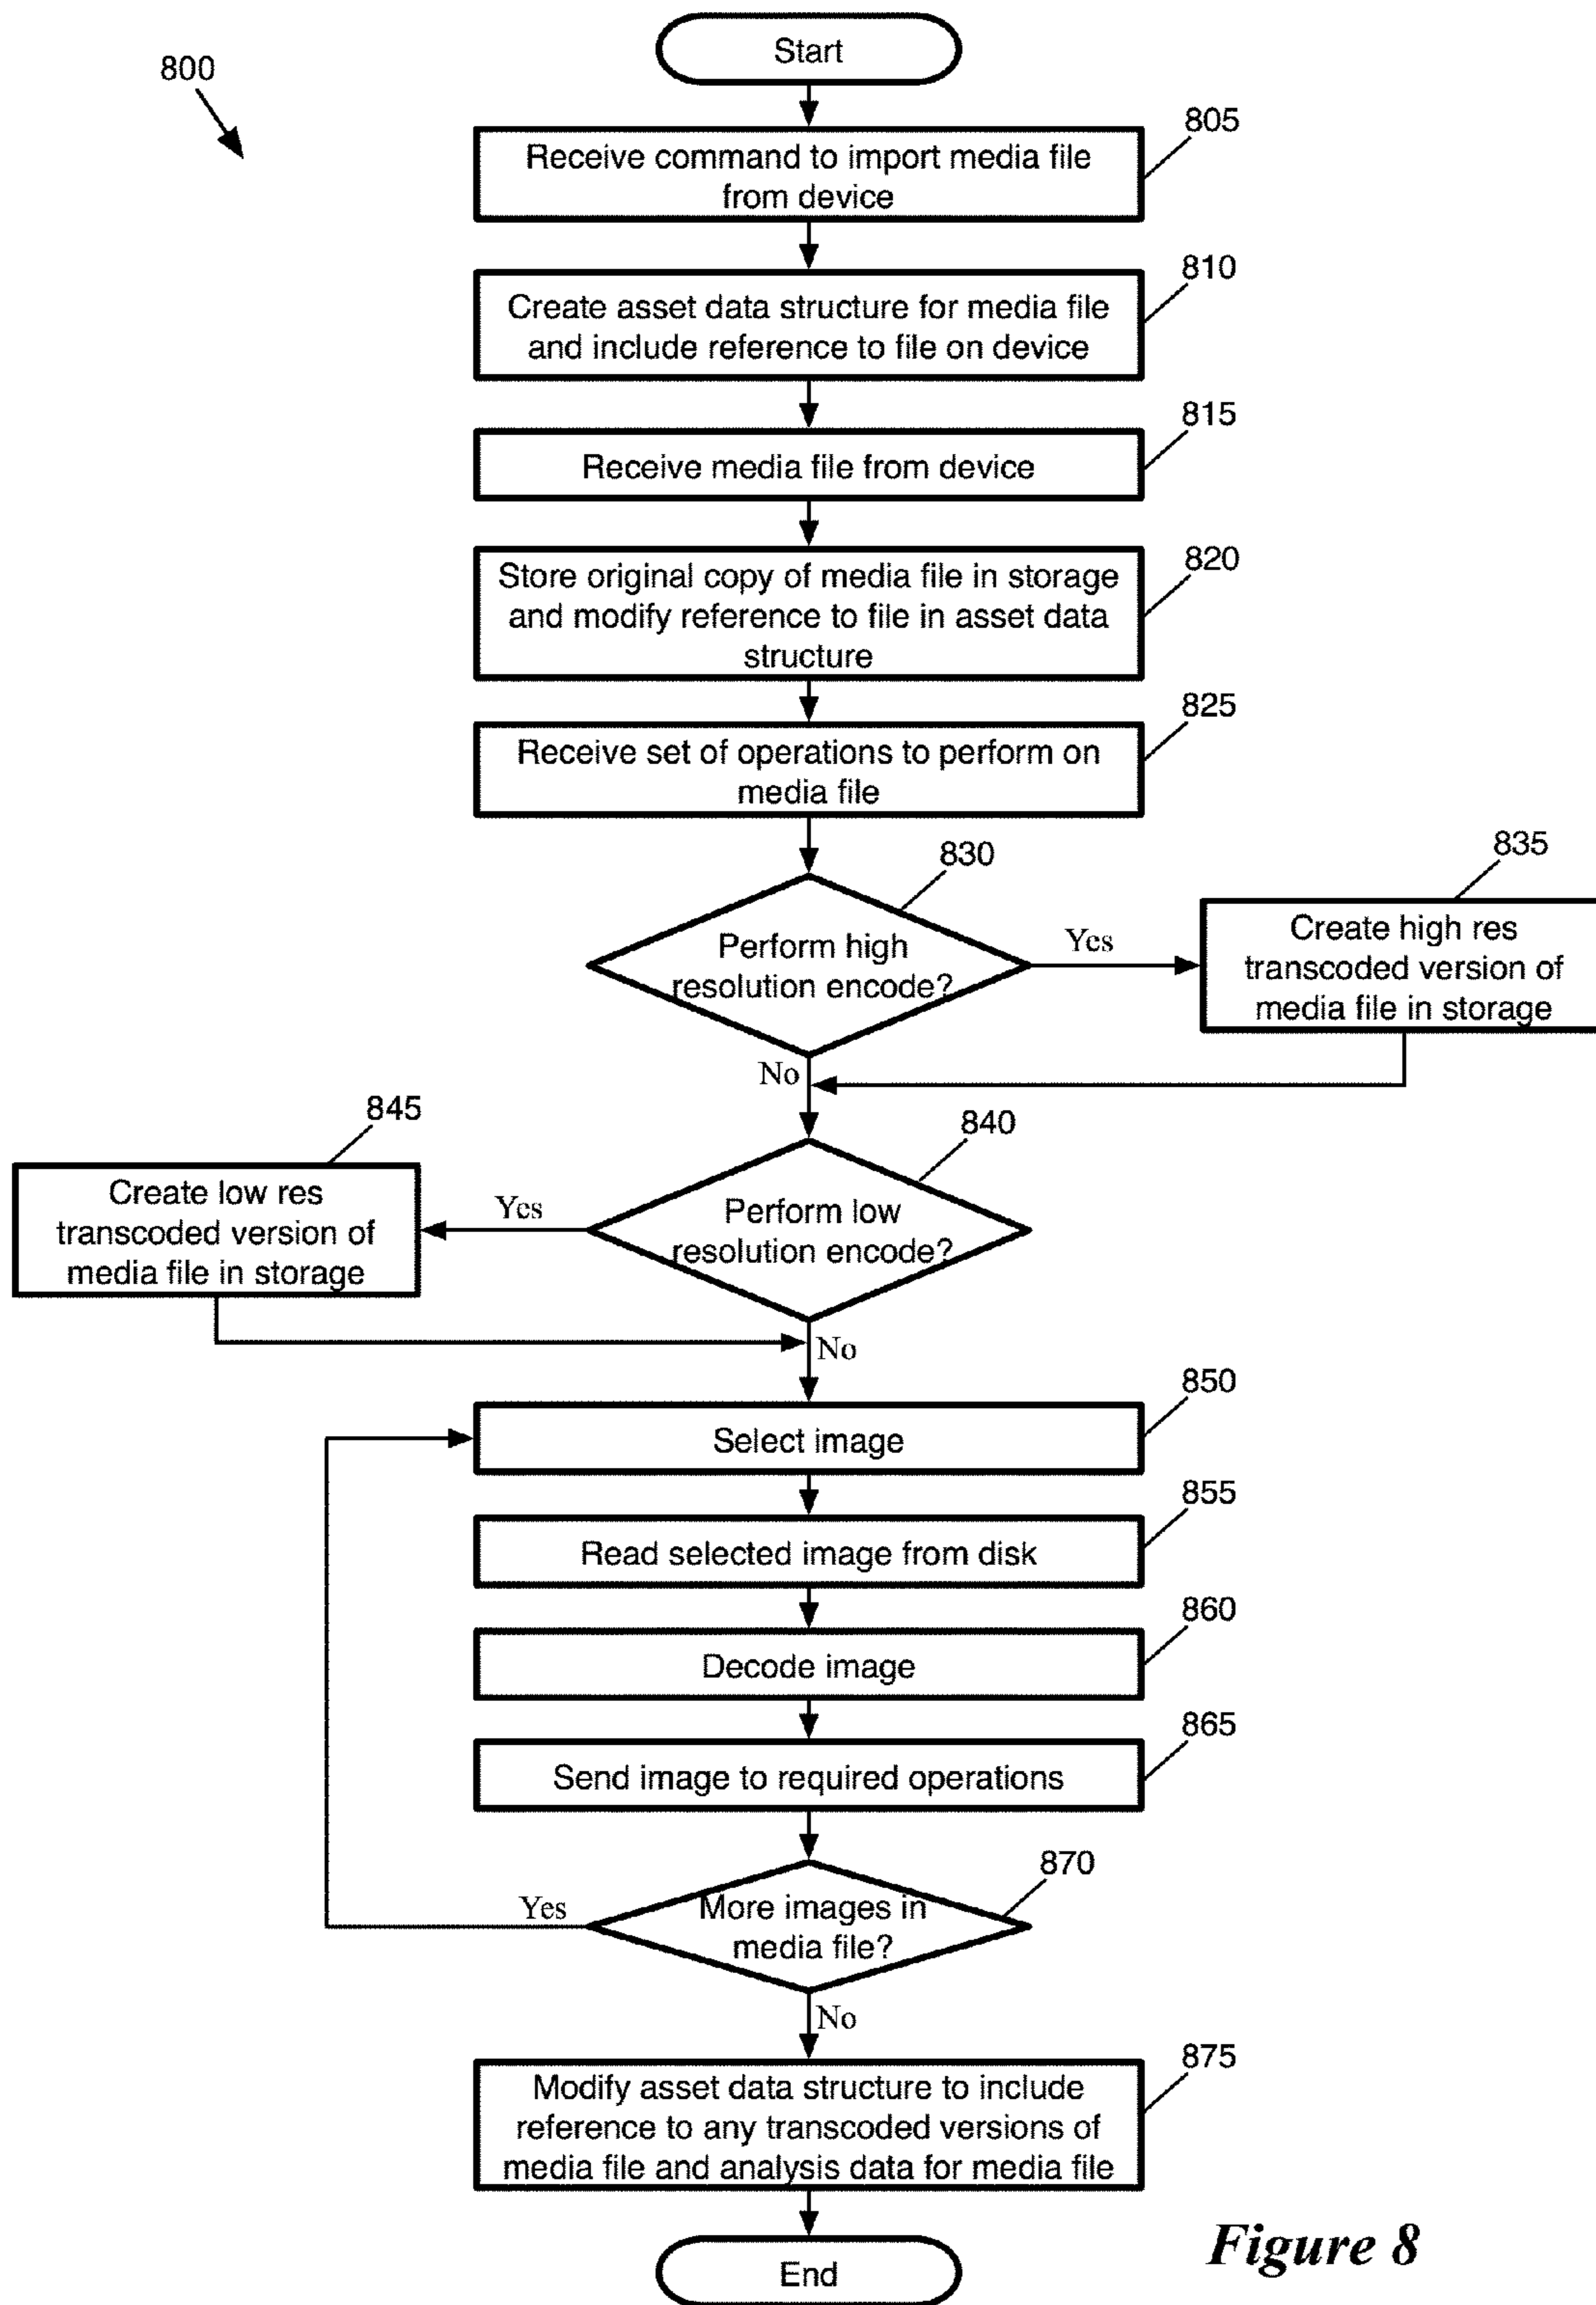 Start
800
805
Receive command to import media file
from device
810
Create asset data structure for media file
and include reference to file on device
815
Receive media file from device
820
Store original copy of media file in storage
and modify reference to file in asset data
structure
825
Receive set of operations to perform on
media file
830
Perform high
resolution encode?
Yes
835
Create high res
transcoded version of
media file in storage
No
840
Perform low
resolution encode?
Yes
845
Create low res
transcoded version of
media file in storage
No
850
Select image
855
Read selected image from disk
860
Decode image
865
Send image to required operations
870
More images in
media file?
Yes
No
875
Modify asset data structure to include
reference to any transcoded versions of
media file and analysis data for media file
End
Figure 8